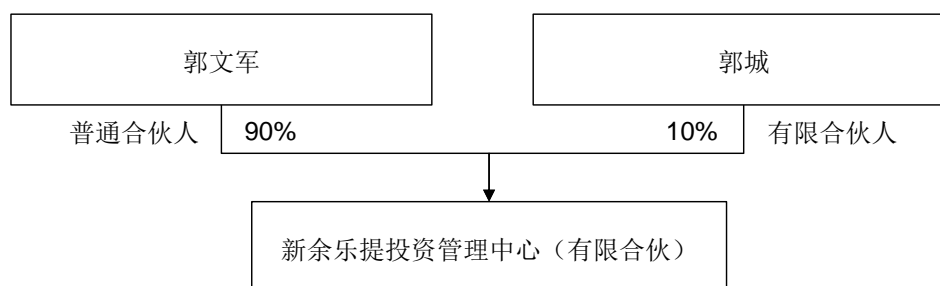 郭文军
郭城
普通合伙人 90%
10% 有限合伙人
新余乐提投资管理中心（有限合伙）